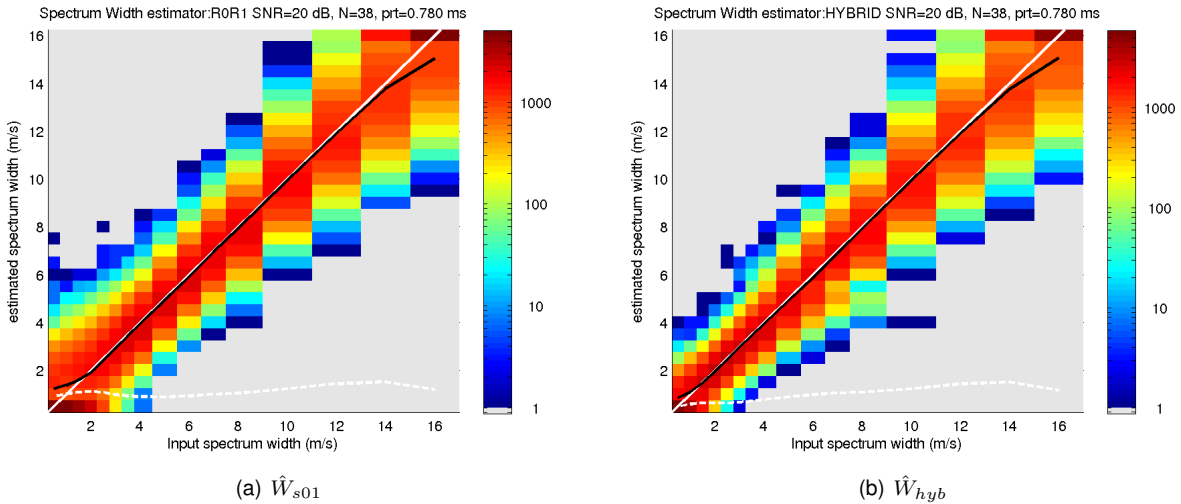 Spectrum Width estimator:R0R1 SNR=20 dB, N=38, prt=0.780 ms
16
14
12
10
8
6
4
2
estimated spectrum width (m/s)
2 4 6 8 10 12 14 16
Input spectrum width (m/s)
1000
100
10
1
(a) Ŵs01
Spectrum Width estimator:HYBRID SNR=20 dB, N=38, prt=0.780 ms
16
14
12
10
8
6
4
2
estimated spectrum width (m/s)
2 4 6 8 10 12 14 16
Input spectrum width (m/s)
1000
100
10
1
(b) Ŵhyb